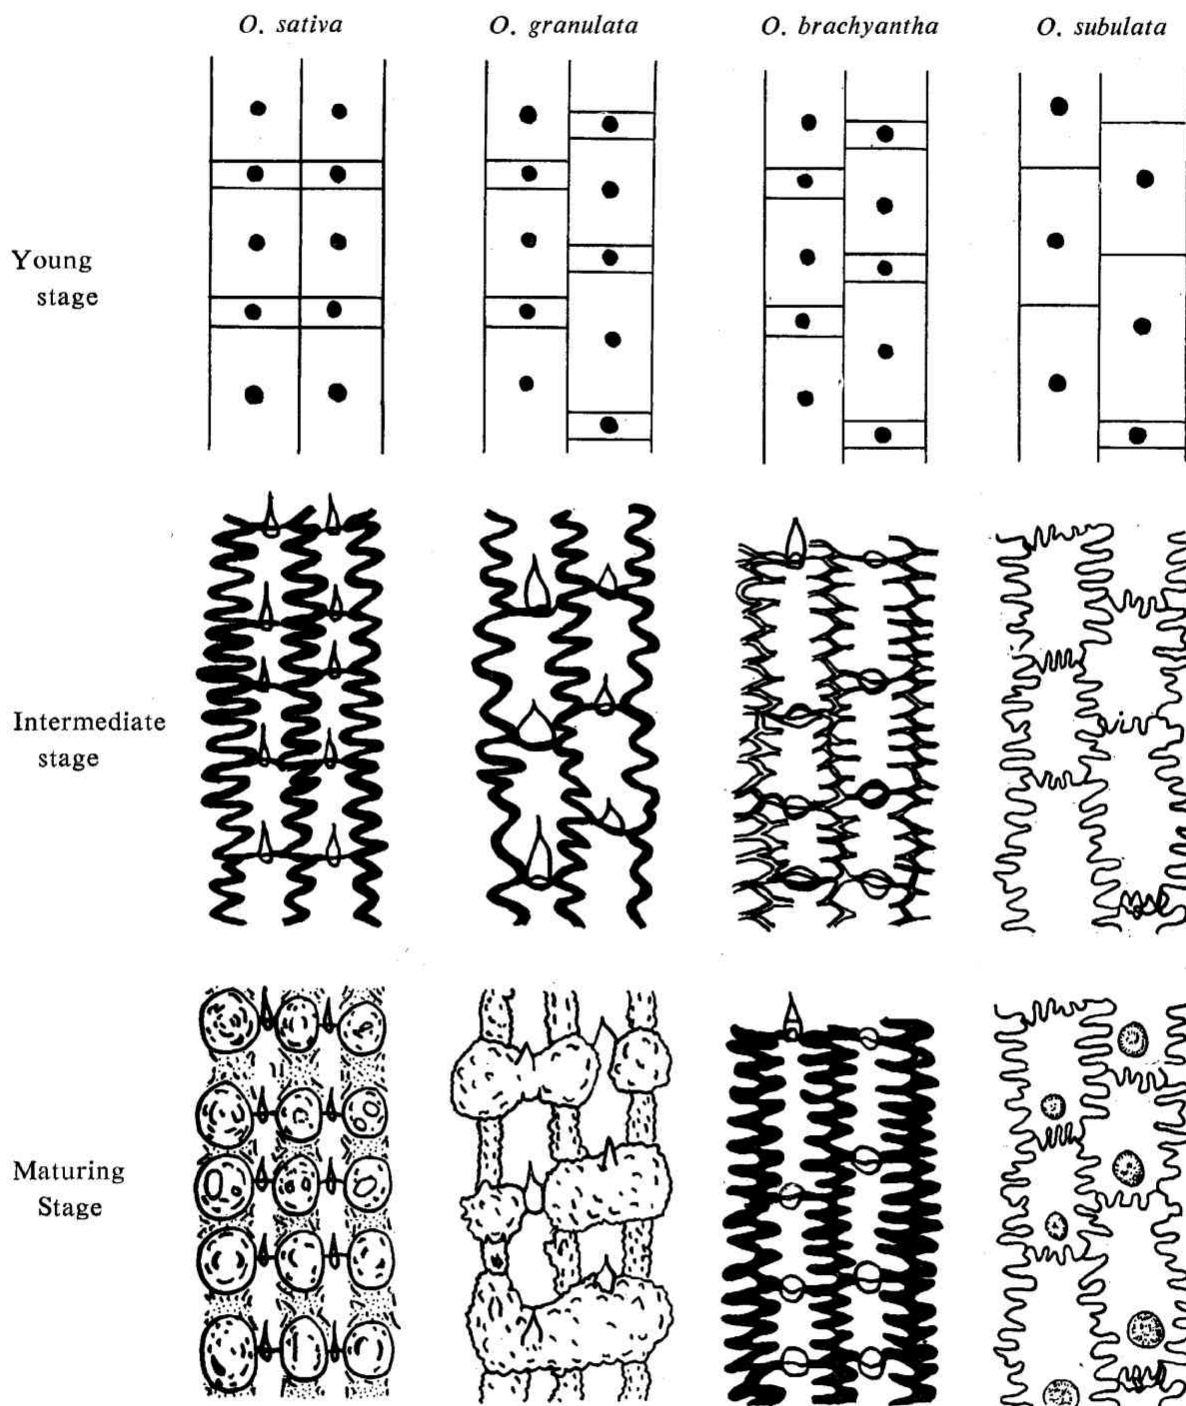 O. sativa O. granulata O. brachyantha O. subulata
Young
stage
Intermediate
stage
Maturing
Stage